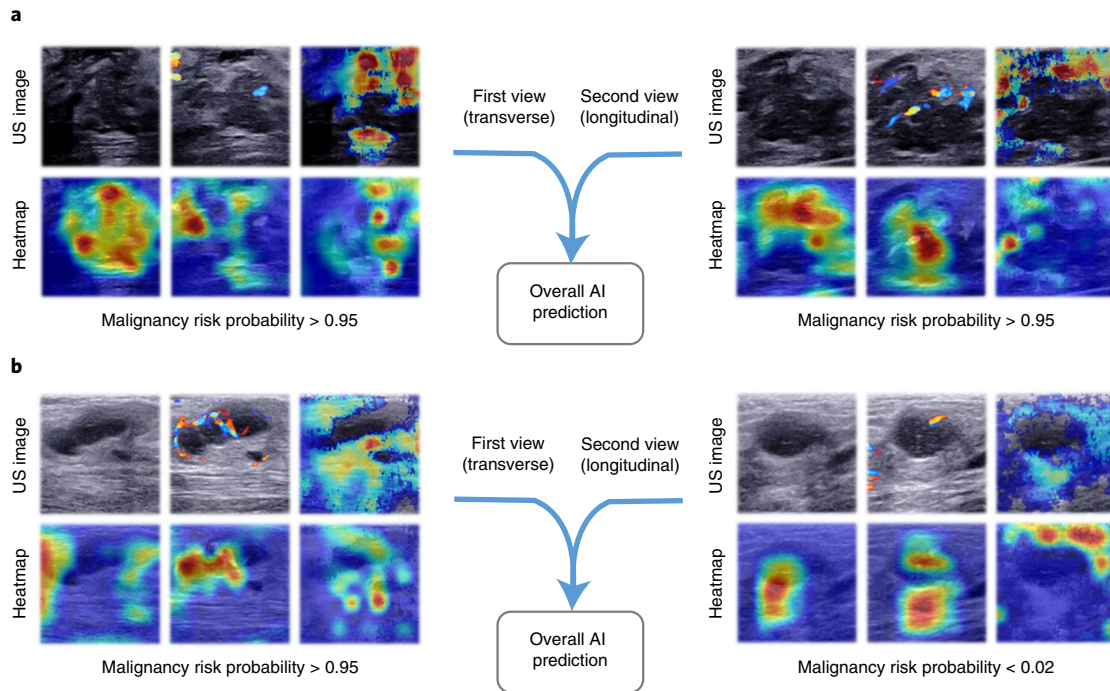 a
US image
First view
(transverse)
Second view
(longitudinal)
US image
Heatmap
Heatmap
Overall AI
prediction
Malignancy risk probability > 0.95
Malignancy risk probability > 0.95
b
US image
First view
(transverse)
Second view
(longitudinal)
US image
Heatmap
Heatmap
Overall AI
prediction
Malignancy risk probability > 0.95
Malignancy risk probability < 0.02